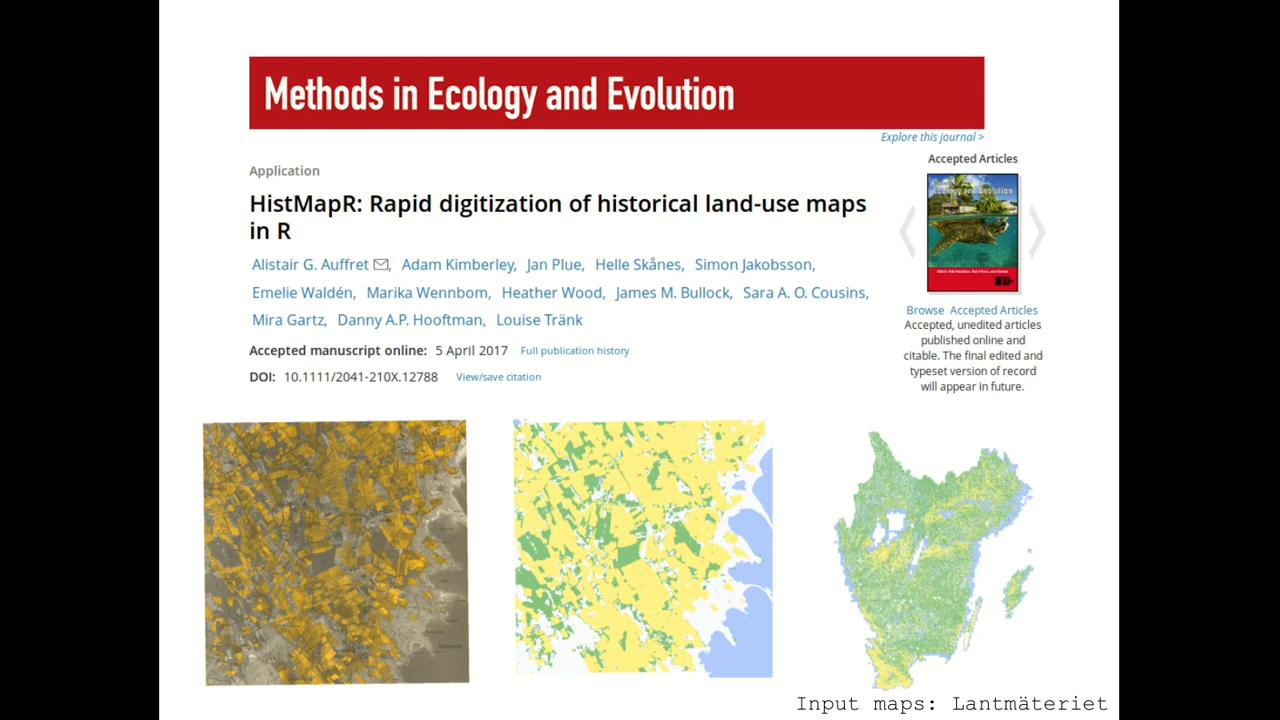 Methods in Ecology and Evolution
Explore this journal >
Application
HistMapR: Rapid digitization of historical land-use maps
in R
Alistair G. Auffret, Adam Kimberley, Jan Plue, Helle Skånes, Simon Jakobsson,
Emelie Waldén, Marika Wennbom, Heather Wood, James M. Bullock, Sara A. O. Cousins,
Mira Gartz, Danny A.P. Hooftman, Louise Tränk
Accepted manuscript online: 5 April 2017 Full publication history
DOI: 10.1111/2041-210X.12788 View/save citation
Accepted Articles
Ecology and Evolution
Browse Accepted Articles
Accepted, unedited articles
published online and
citable. The final edited and
typeset version of record
will appear in future.
Input maps: Lantmäteriet